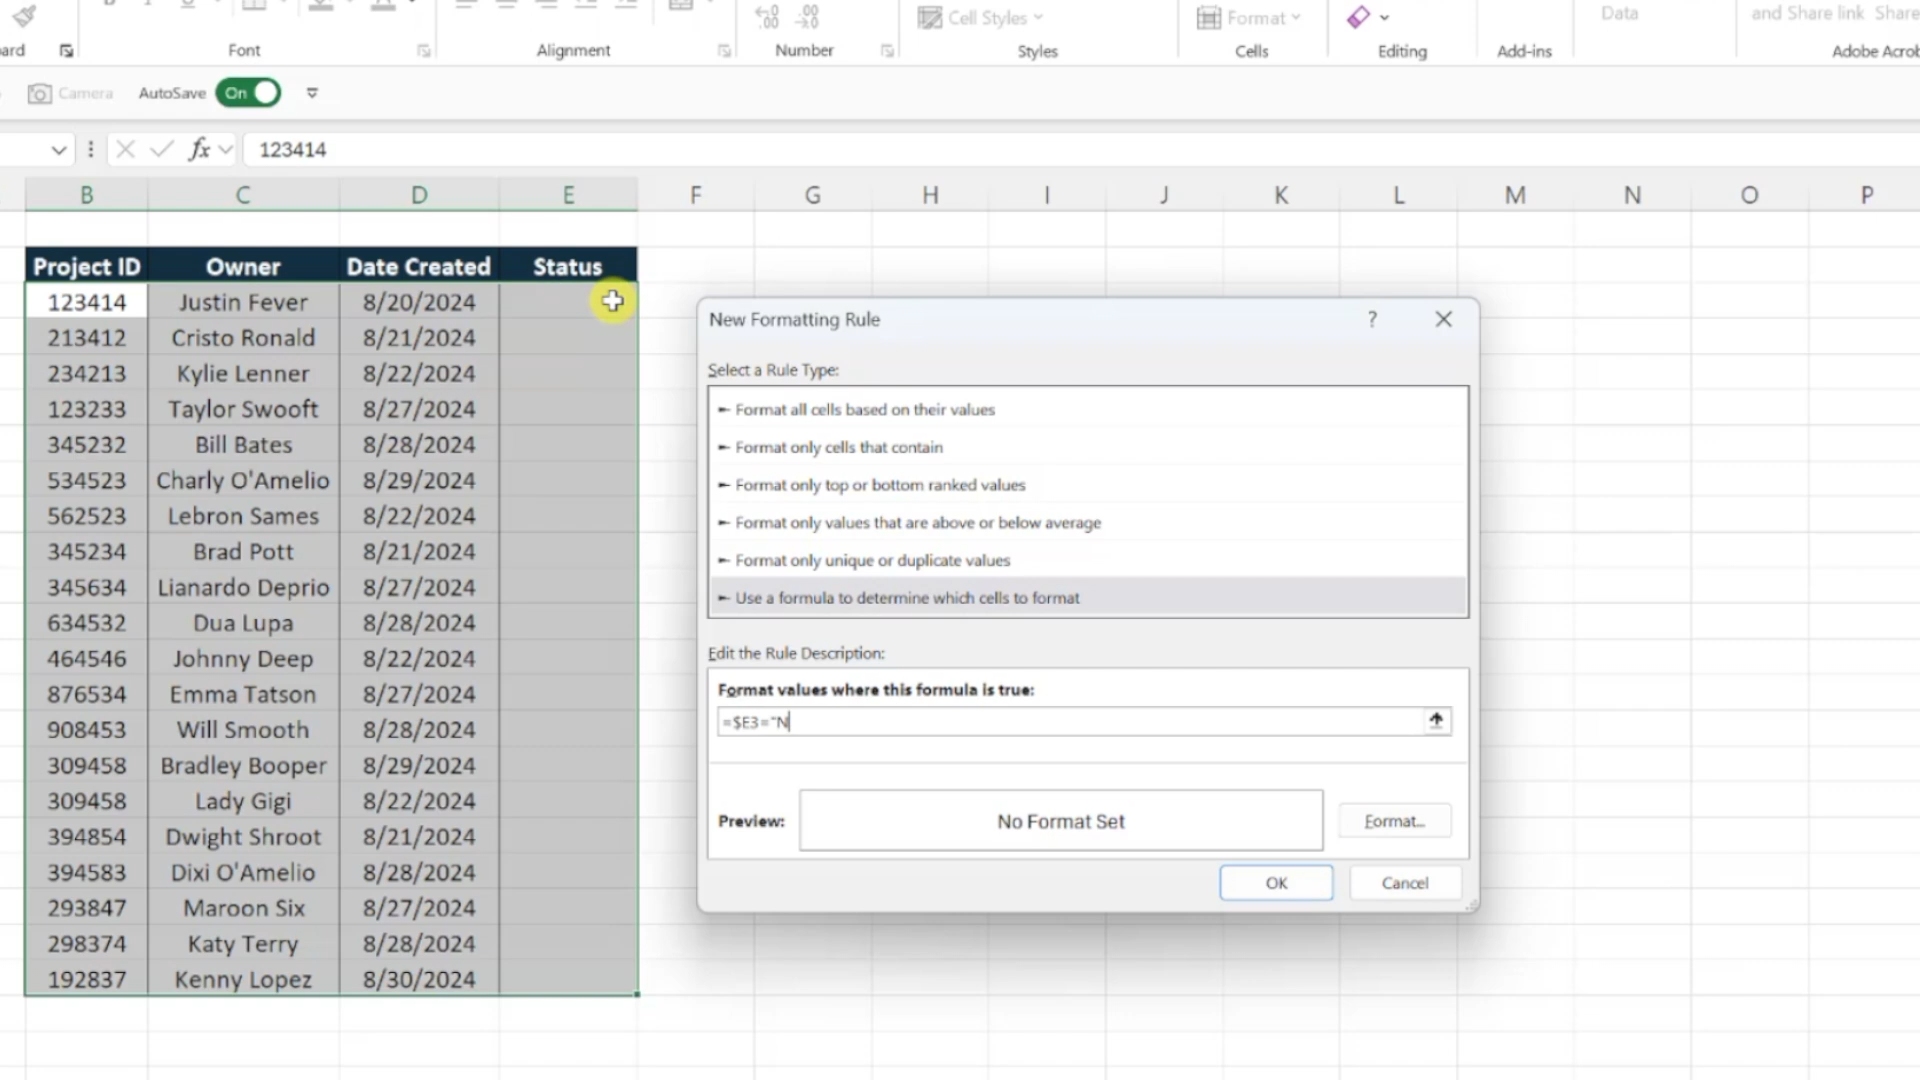 Cell Styles
Format
Data
and Share link Share
ard
Font
Alignment
Number
Styles
Cells
Editing
Add-ins
Adobe Acrob
Camera
AutoSave
On
fx
123414
B C D E F G H I J K L M N O P
Project ID Owner Date Created Status
123414 Justin Fever 8/20/2024
213412 Cristo Ronald 8/21/2024
234213 Kylie Lenner 8/22/2024
123233 Taylor Swooft 8/27/2024
345232 Bill Bates 8/28/2024
534523 Charly O'Amelio 8/29/2024
562523 Lebron Sames 8/22/2024
345234 Brad Pott 8/21/2024
345634 Lianardo Deprio 8/27/2024
634532 Dua Lupa 8/28/2024
464546 Johnny Deep 8/22/2024
876534 Emma Tatson 8/27/2024
908453 Will Smooth 8/28/2024
309458 Bradley Booper 8/29/2024
309458 Lady Gigi 8/22/2024
394854 Dwight Shroot 8/21/2024
394583 Dixi O'Amelio 8/28/2024
293847 Maroon Six 8/27/2024
298374 Katy Terry 8/28/2024
192837 Kenny Lopez 8/30/2024
New Formatting Rule
?
Select a Rule Type:
► Format all cells based on their values
► Format only cells that contain
► Format only top or bottom ranked values
► Format only values that are above or below average
► Format only unique or duplicate values
► Use a formula to determine which cells to format
Edit the Rule Description:
Format values where this formula is true:
=$E3="N
Preview:
No Format Set
Format...
OK
Cancel